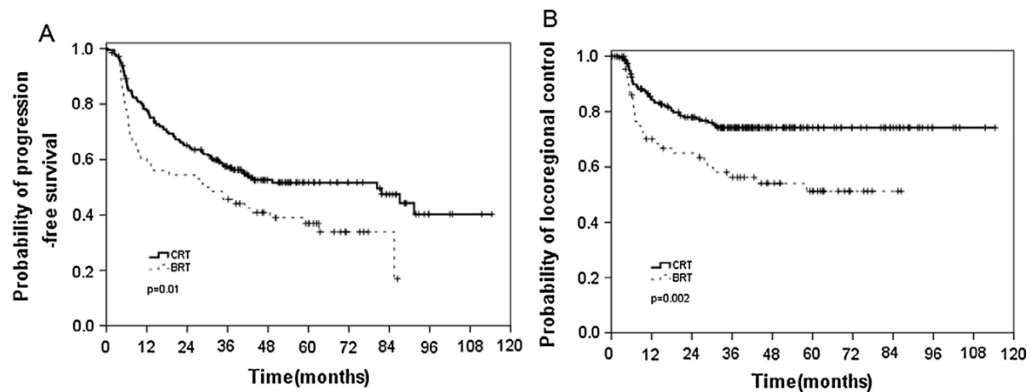 A
Probability of progression
-free survival
1.0
0.8
0.6
0.4
0.2
0.0
CRT
BRT
p=0.01
0 12 24 36 48 60 72 84 96 108 120
Time(months)
B
Probability of locoregional control
1.0
0.8
0.6
0.4
0.2
0.0
CRT
BRT
p=0.002
0 12 24 36 48 60 72 84 96 108 120
Time(months)